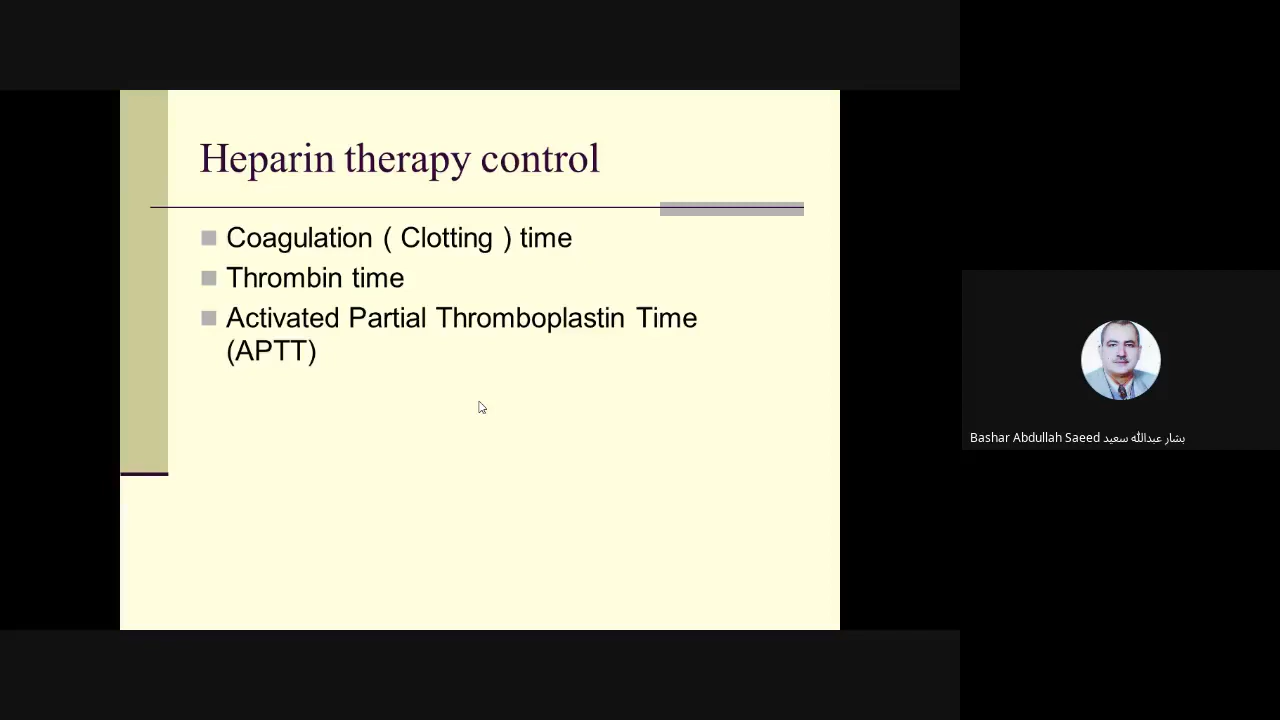 Heparin therapy control
Coagulation ( Clotting ) time
Thrombin time
Activated Partial Thromboplastin Time
(APTT)
Bashar Abdullah Saeed بشار عبدالله سعيد